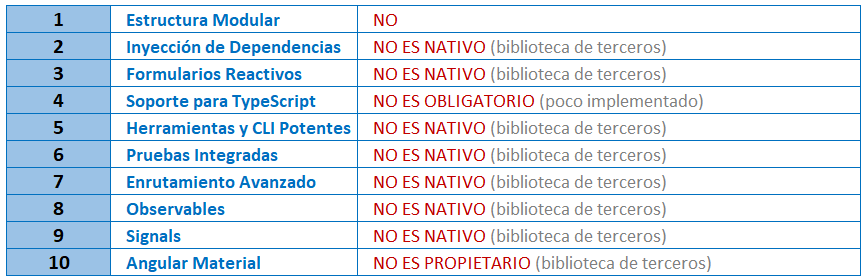 1 Estructura Modular NO
2 Inyección de Dependencias NO ES NATIVO (biblioteca de terceros)
3 Formularios Reactivos NO ES NATIVO (biblioteca de terceros)
4 Soporte para TypeScript NO ES OBLIGATORIO (poco implementado)
5 Herramientas y CLI Potentes NO ES NATIVO (biblioteca de terceros)
6 Pruebas Integradas NO ES NATIVO (biblioteca de terceros)
7 Enrutamiento Avanzado NO ES NATIVO (biblioteca de terceros)
8 Observables NO ES NATIVO (biblioteca de terceros)
9 Signals NO ES NATIVO (biblioteca de terceros)
10 Angular Material NO ES PROPIETARIO (biblioteca de terceros)